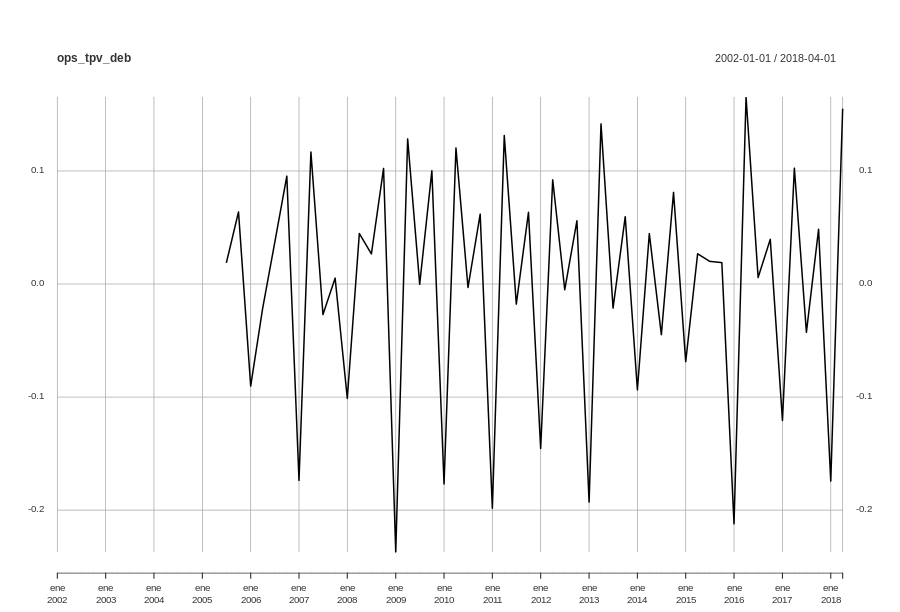 ops_tpv_deb 2002-01-01 / 2018-04-01
0.1 0.1
0.0 0.0
-0.1 -0.1
-0.2 -0.2
ene ene ene ene ene ene ene ene ene ene ene ene ene ene ene ene ene
2002 2003 2004 2005 2006 2007 2008 2009 2010 2011 2012 2013 2014 2015 2016 2017 2018